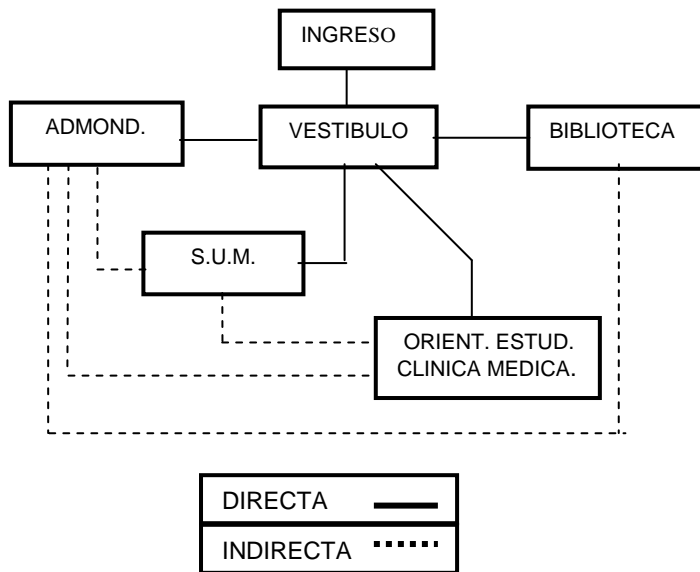 INGRESO
ADMOND.
VESTIBULO
BIBLIOTECA
S.U.M.
ORIENT. ESTUD.
CLINICA MEDICA.
DIRECTA
INDIRECTA